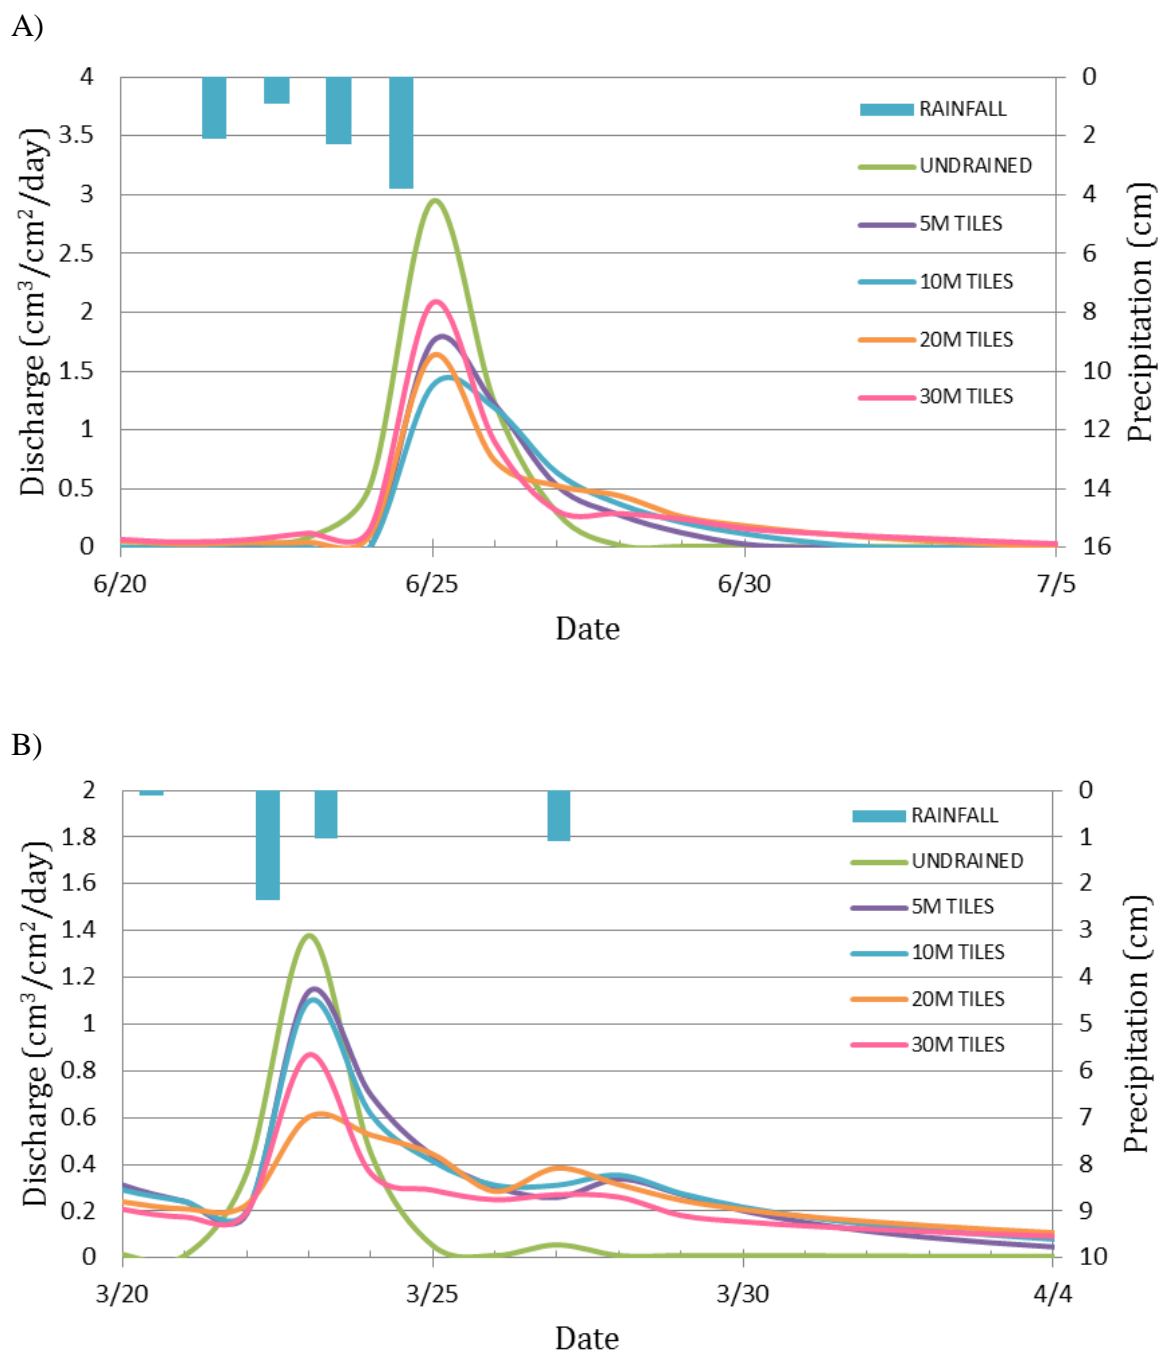 A)
4
3.5
3
2.5
2
1.5
1
0.5
0
Discharge (cm³/cm²/day)
0
2
4
6
8
10
12
14
16
Precipitation (cm)
RAINFALL
UNDRAINED
5M TILES
10M TILES
20M TILES
30M TILES
6/20
6/25
6/30
7/5
Date
B)
2
1.8
1.6
1.4
1.2
1
0.8
0.6
0.4
0.2
0
Discharge (cm³/cm²/day)
0
1
2
3
4
5
6
7
8
9
10
Precipitation (cm)
RAINFALL
UNDRAINED
5M TILES
10M TILES
20M TILES
30M TILES
3/20
3/25
3/30
4/4
Date